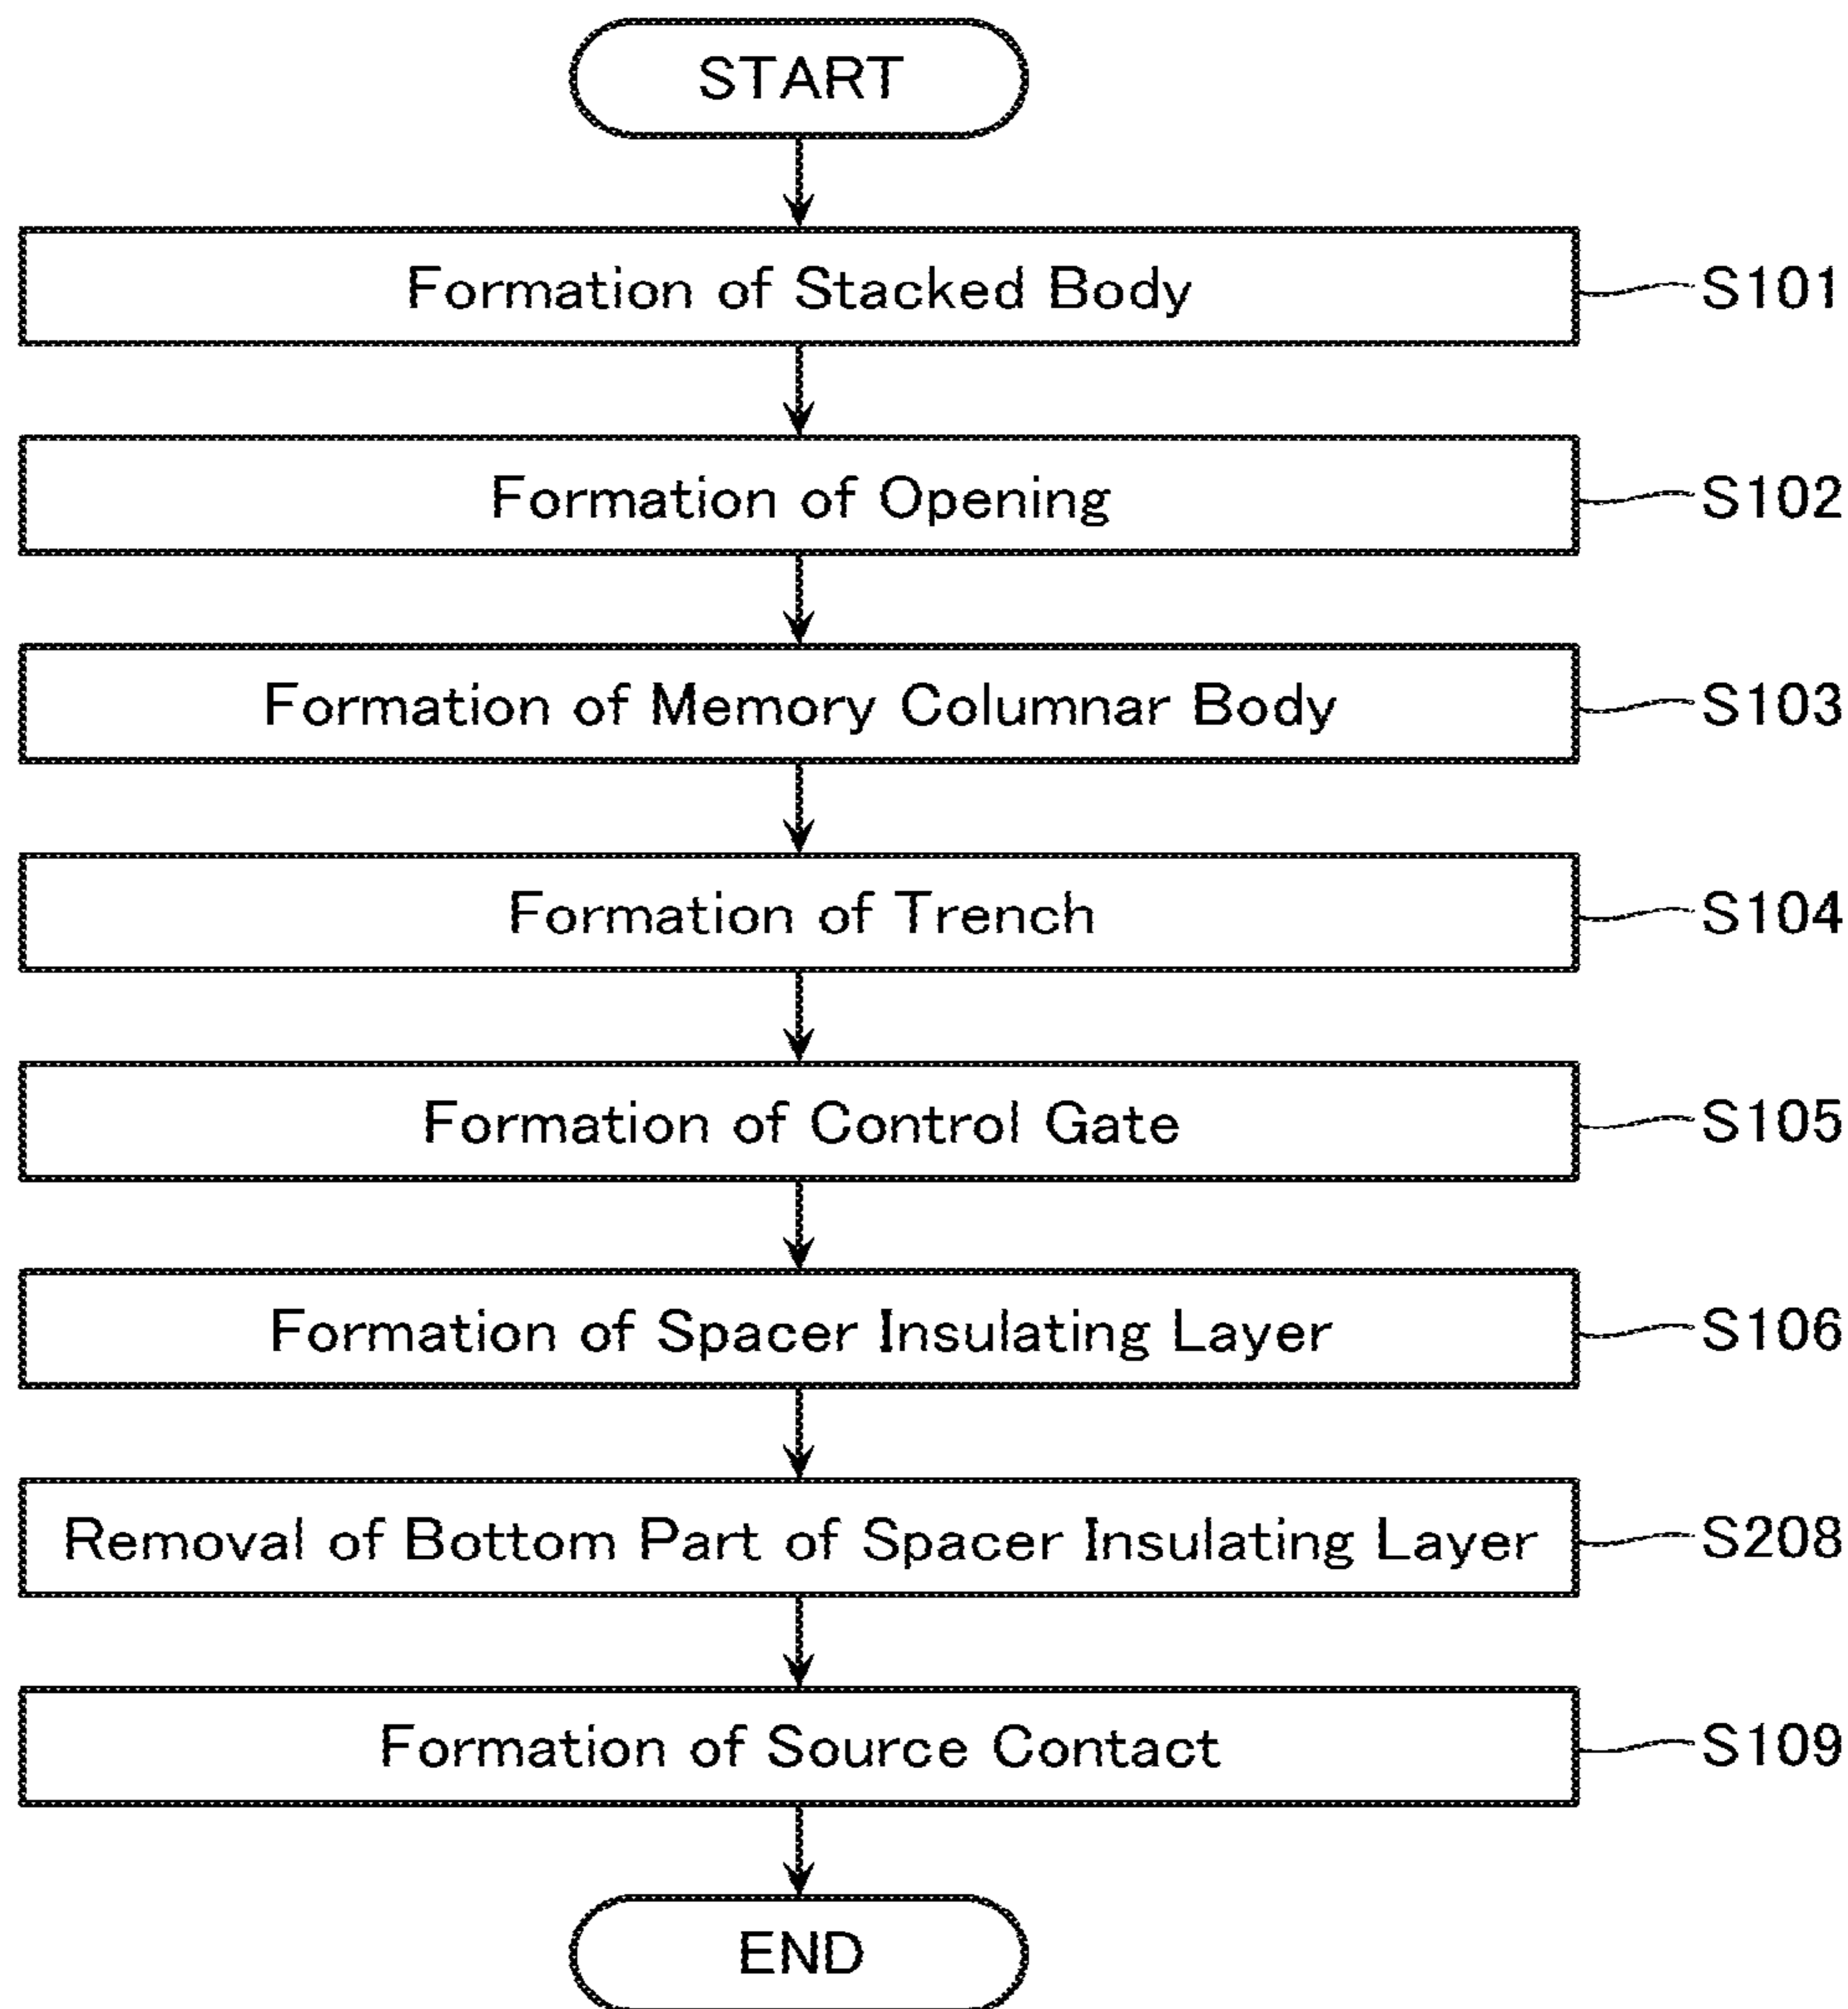 START
Formation of Stacked Body
S101
Formation of Opening
S102
Formation of Memory Columnar Body
S103
Formation of Trench
S104
Formation of Control Gate
S105
Formation of Spacer Insulating Layer
S106
Removal of Bottom Part of Spacer Insulating Layer
S208
Formation of Source Contact
S109
END